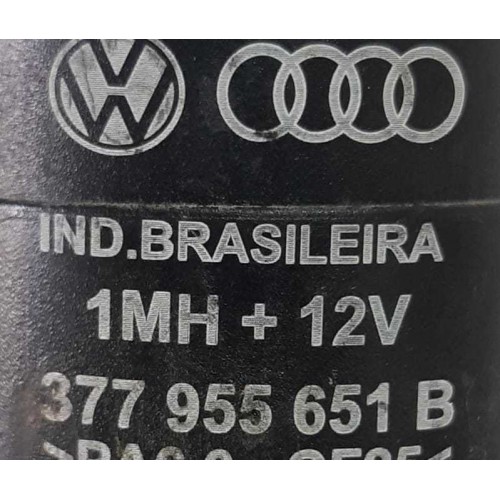 IND.BRASILEIRA
1MH + 12V
377 955 651 B